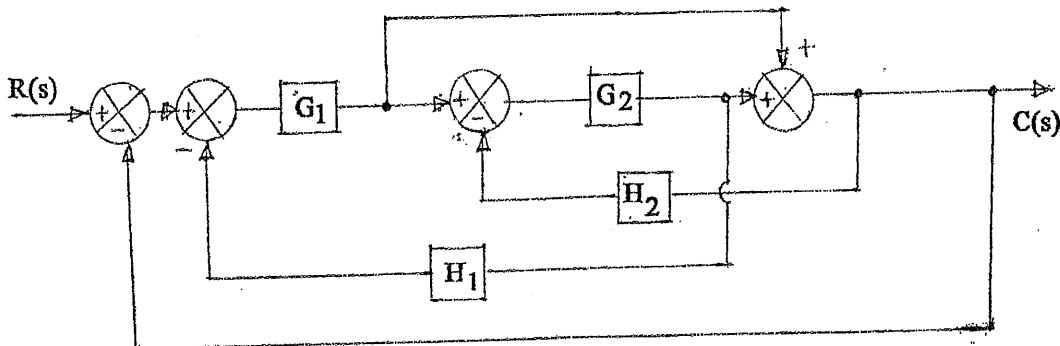 R(s)
+
−
+
−
G1
+
−
G2
+
+
C(s)
H2
H1